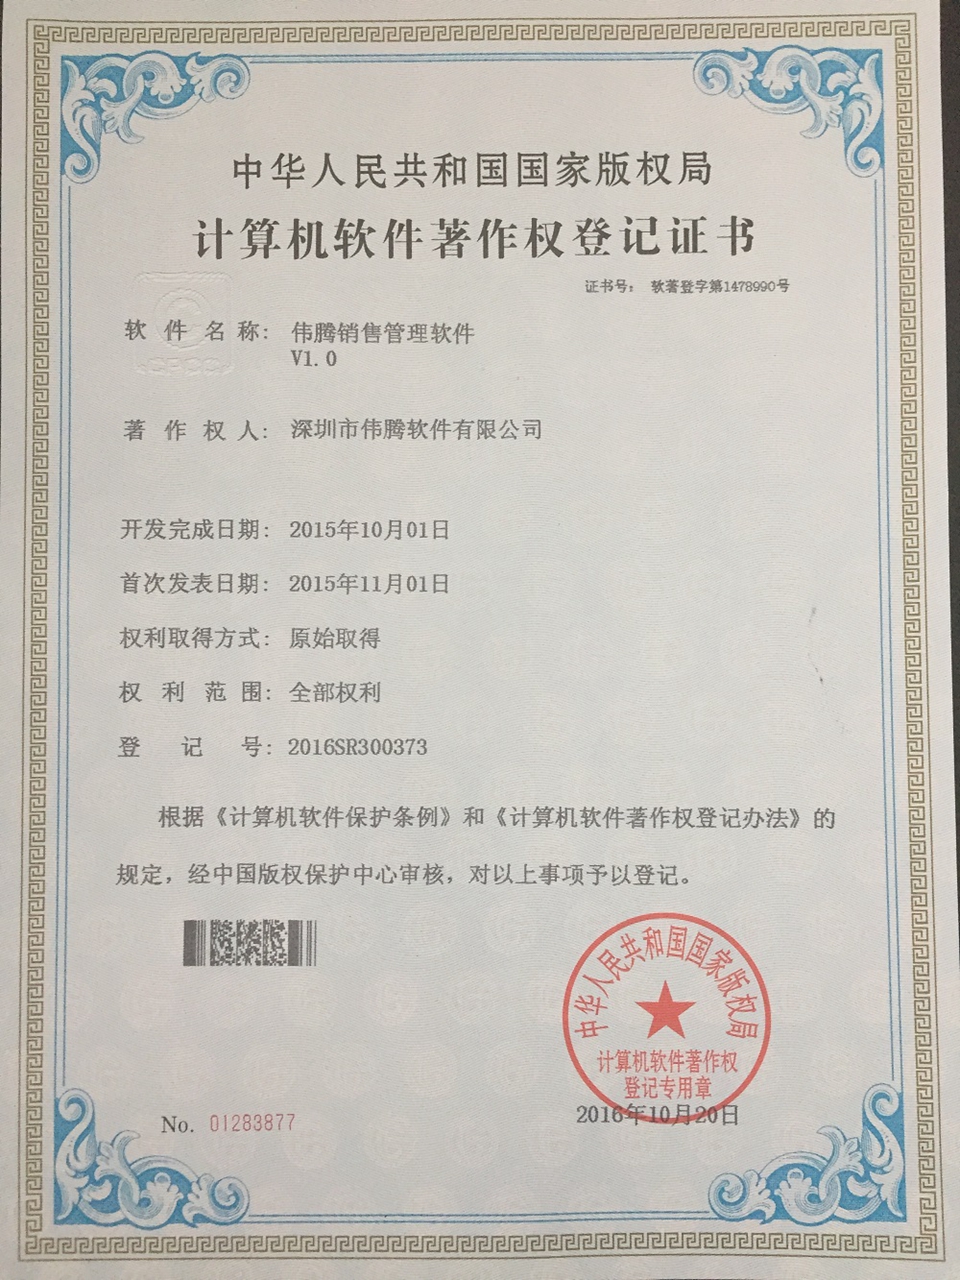 中华人民共和国国家版权局
计算机软件著作权登记证书
证书号： 软著登字第1478990号
软件名称： 伟腾销售管理软件
V1.0
著作权人： 深圳市伟腾软件有限公司
开发完成日期： 2015年10月01日
首次发表日期： 2015年11月01日
权利取得方式： 原始取得
权利范围： 全部权利
登记号： 2016SR300373
根据《计算机软件保护条例》和《计算机软件著作权登记办法》的
规定，经中国版权保护中心审核，对以上事项予以登记。
中华人民共和国国家版权局
计算机软件著作权
登记专用章
2016年10月20日
No. 01283877